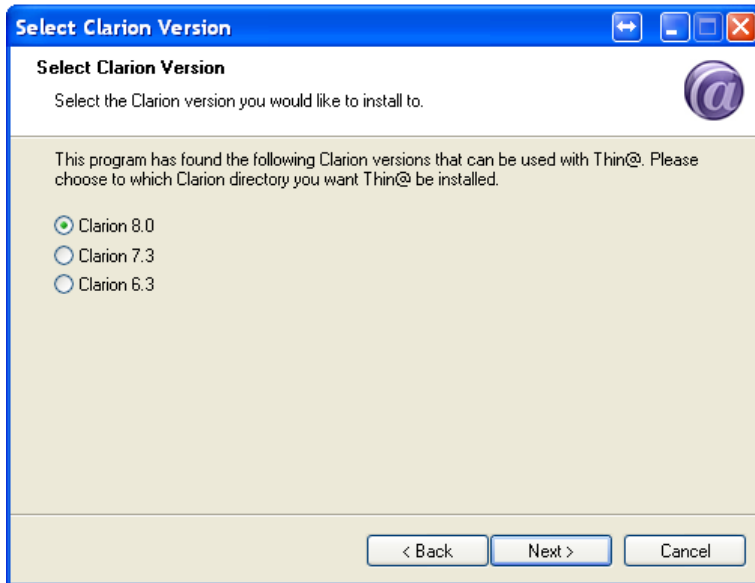 Select Clarion Version
Select Clarion Version
Select the Clarion version you would like to install to.
@
This program has found the following Clarion versions that can be used with Thin@. Please
choose to which Clarion directory you want Thin@ be installed.
Clarion 8.0
Clarion 7.3
Clarion 6.3
< Back
Next >
Cancel